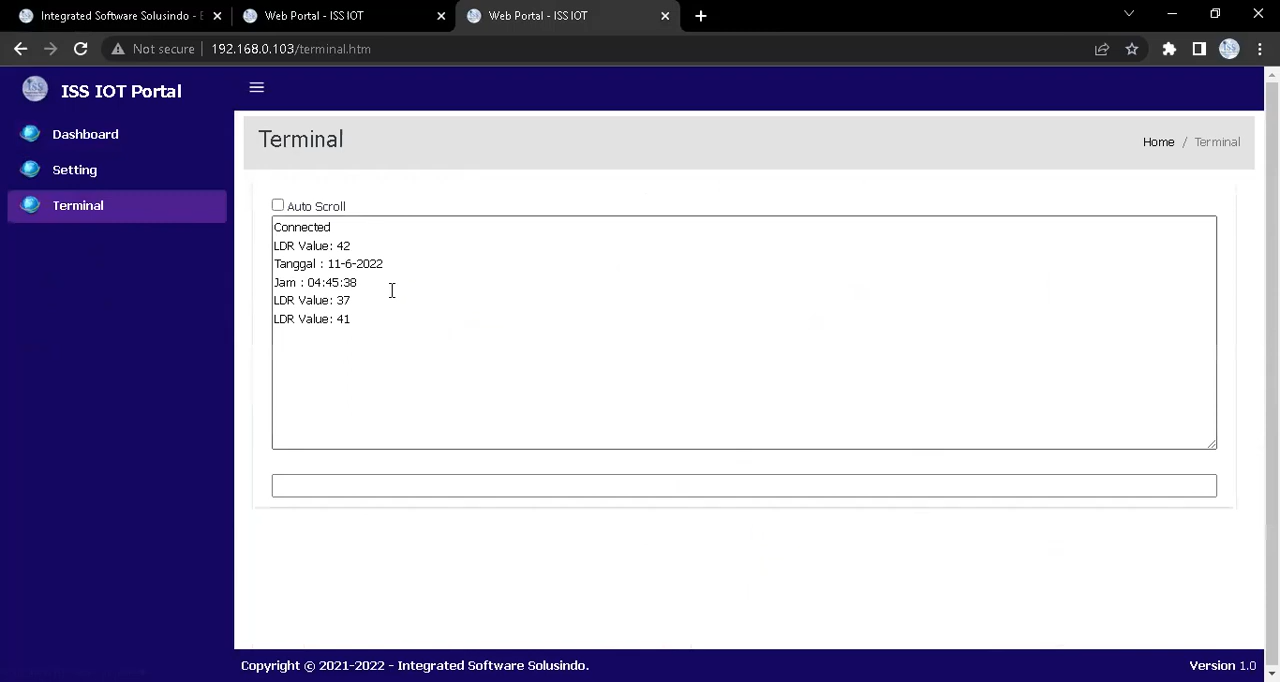 Integrated Software Solusindo - E
Web Portal - ISS IOT
Web Portal - ISS IOT
Not secure
192.168.0.103/terminal.htm
ISS IOT Portal
Dashboard
Setting
Terminal
Terminal
Home / Terminal
Auto Scroll
Connected
LDR Value: 42
Tanggal : 11-6-2022
Jam : 04:45:38
LDR Value: 37
LDR Value: 41
Copyright © 2021-2022 - Integrated Software Solusindo.
Version 1.0